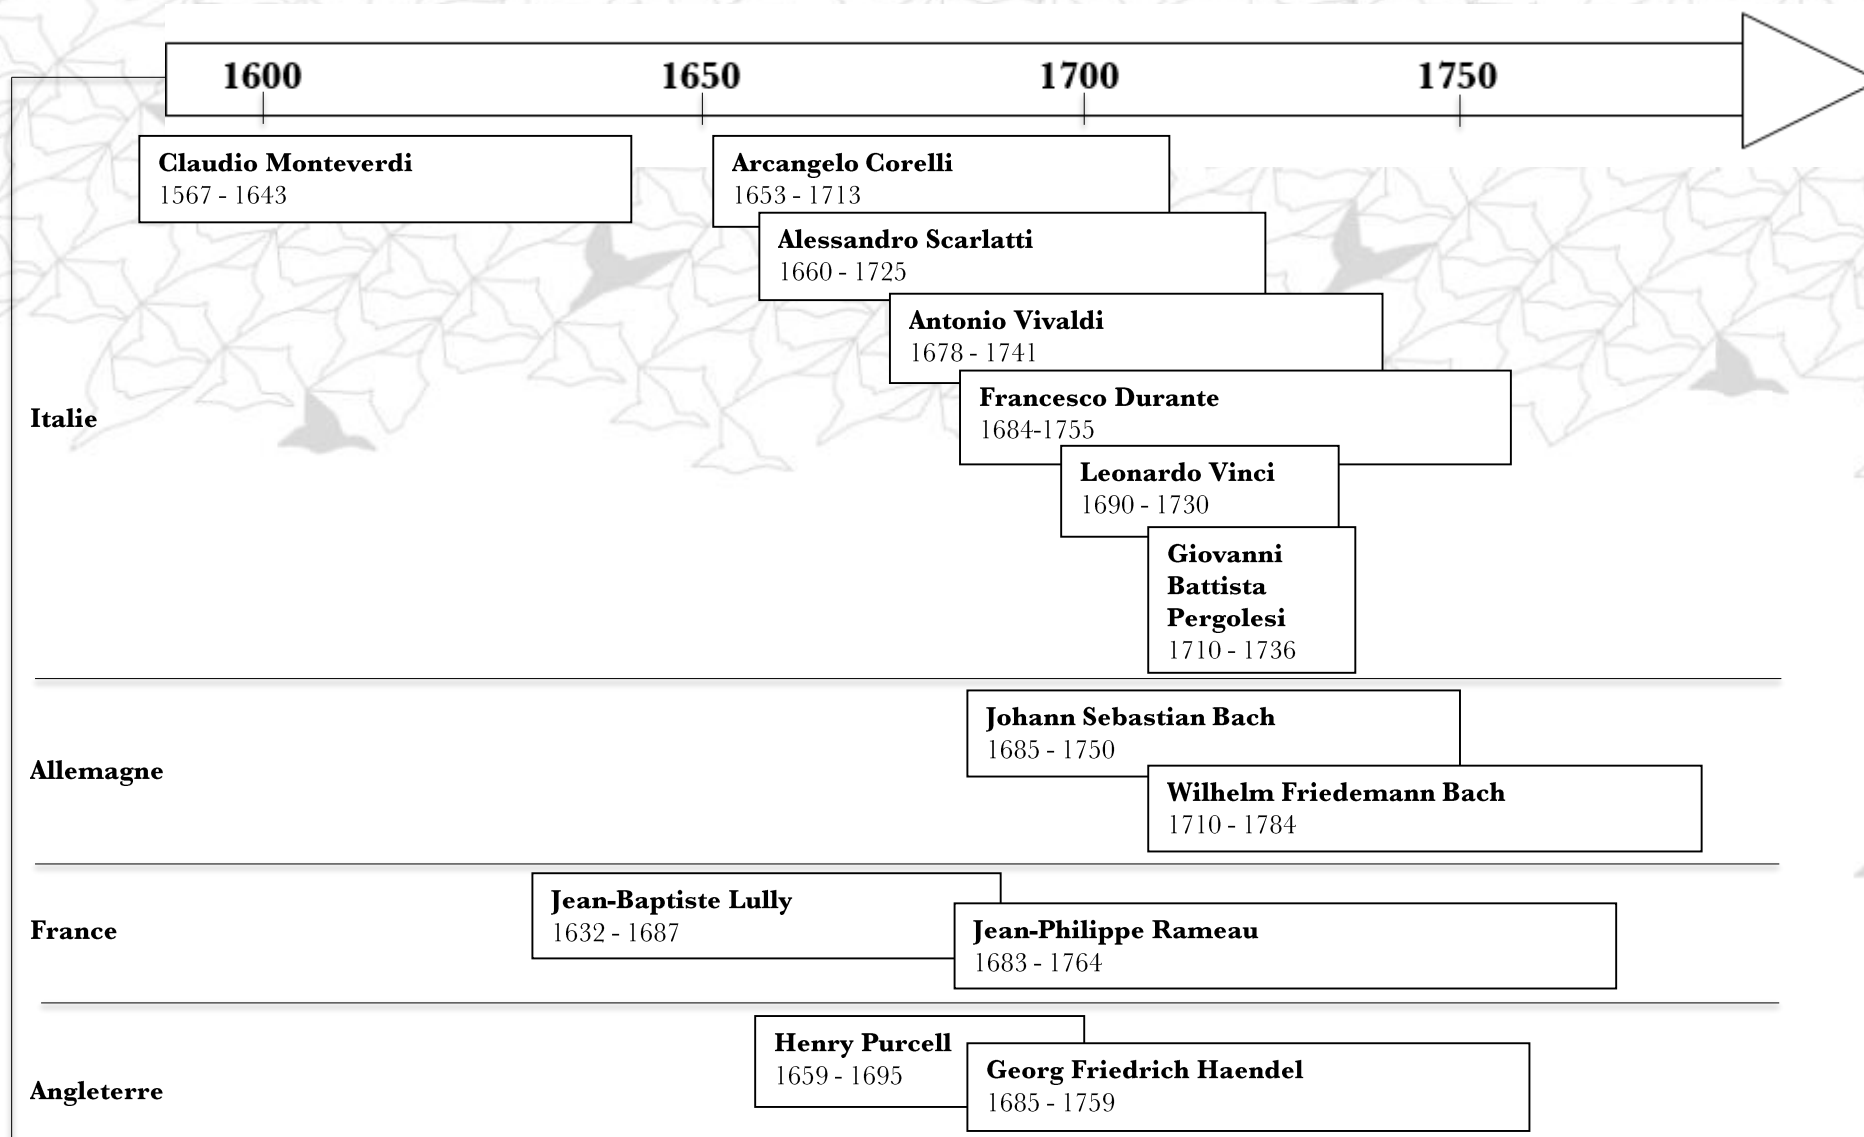 1600 1650 1700 1750
Claudio Monteverdi
1567 - 1643
Arcangelo Corelli
1653 - 1713
Alessandro Scarlatti
1660 - 1725
Antonio Vivaldi
1678 - 1741
Francesco Durante
1684-1755
Italie
Leonardo Vinci
1690 - 1730
Giovanni
Battista
Pergolesi
1710 - 1736
Johann Sebastian Bach
1685 - 1750
Allemagne
Wilhelm Friedemann Bach
1710 - 1784
Jean-Baptiste Lully
1632 - 1687
France
Jean-Philippe Rameau
1683 - 1764
Henry Purcell
1659 - 1695
Georg Friedrich Haendel
1685 - 1759
Angleterre